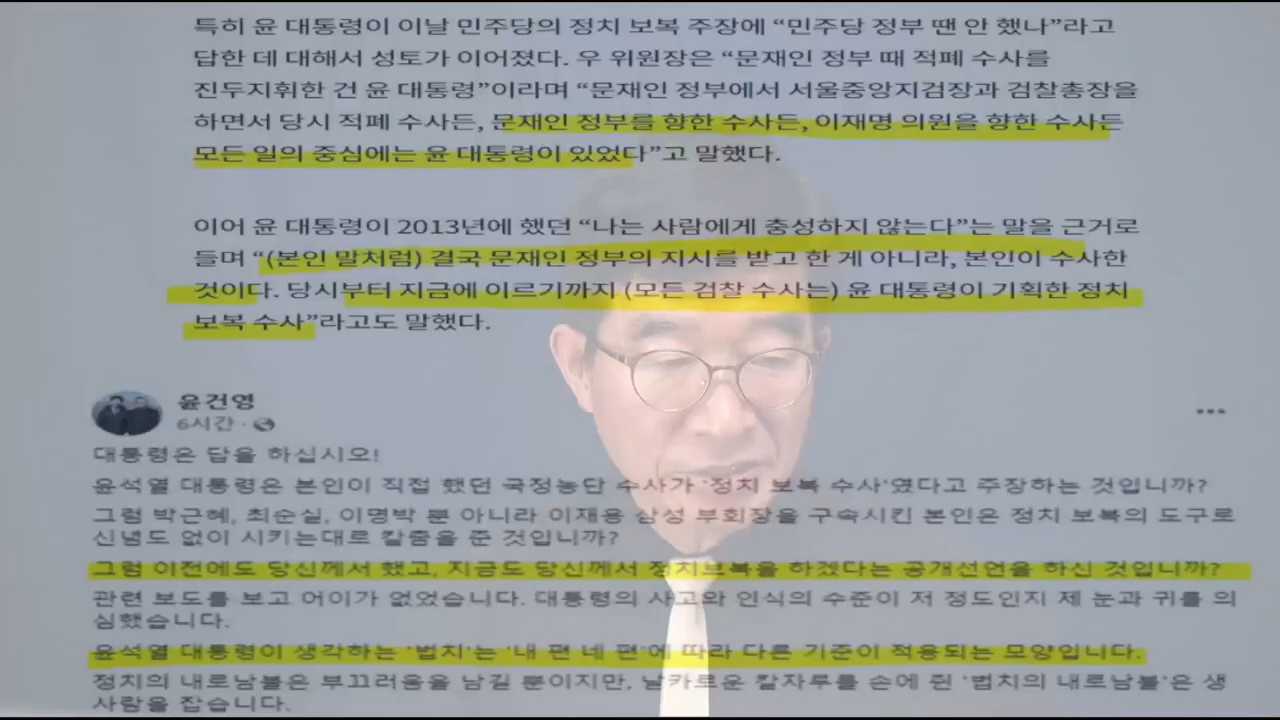 특히 윤 대통령이 이날 민주당의 정치 보복 주장에 “민주당 정부 땐 안 했나”라고
답한 데 대해서 성토가 이어졌다. 우 위원장은 “문재인 정부 때 적폐 수사를
진두지휘한 건 윤 대통령”이라며 “문재인 정부에서 서울중앙지검장과 검찰총장을
하면서 당시 적폐 수사든, 문재인 정부를 향한 수사든, 이재명 의원을 향한 수사든
모든 일의 중심에는 윤 대통령이 있었다”고 말했다.
이어 윤 대통령이 2013년에 했던 “나는 사람에게 충성하지 않는다”는 말을 근거로
들며 “(본인 말처럼) 결국 문재인 정부의 지시를 받고 한 게 아니라, 본인이 수사한
것이다. 당시부터 지금에 이르기까지 (모든 검찰 수사는) 윤 대통령이 기획한 정치
보복 수사”라고도 말했다.
윤건영
6시간 ·
대통령은 답을 하십시오!
윤석열 대통령은 본인이 직접 했던 국정농단 수사가 '정치 보복 수사'였다고 주장하는 것입니까?
그럼 박근혜, 최순실, 이명박 뿐 아니라 이재용 삼성 부회장을 구속시킨 본인은 정치 보복의 도구로
신념도 없이 시키는대로 칼춤을 춘 것입니까?
그럼 이전에도 당신께서 했고, 지금도 당신께서 정치보복을 하겠다는 공개선언을 하신 것입니까?
관련 보도를 보고 어이가 없었습니다. 대통령의 사고와 인식의 수준이 저 정도인지 제 눈과 귀를 의
심했습니다.
윤석열 대통령이 생각하는 '법치'는 '내 편 네 편'에 따라 다른 기준이 적용되는 모양입니다.
정치의 내로남불은 부끄러움을 남길 뿐이지만, 날카로운 칼자루를 손에 쥔 '법치의 내로남불'은 생
사람을 잡습니다.